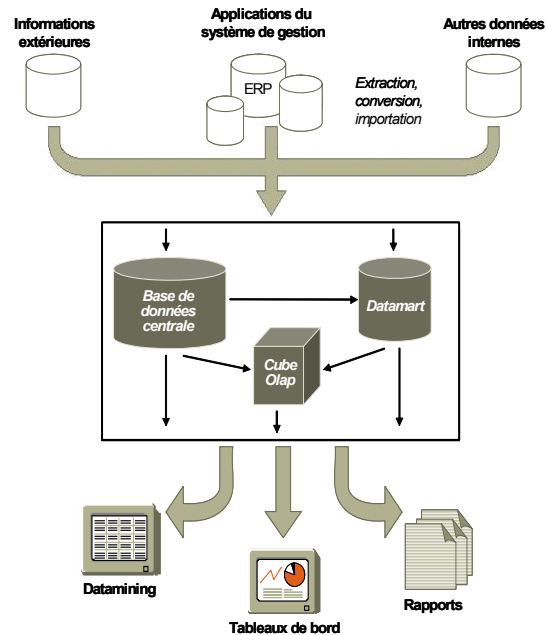 Informations
extérieures
Applications du
système de gestion
Autres données
internes
ERP
Extraction,
conversion,
importation
Base de
données
centrale
Datamart
Cube
Olap
Datamining
Tableaux de bord
Rapports